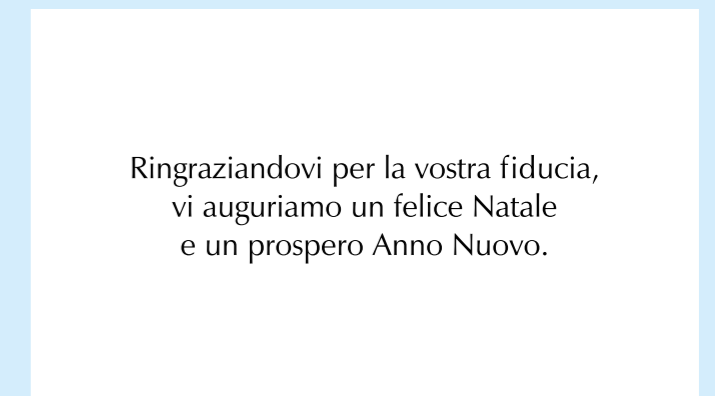 Ringraziandovi per la vostra fiducia,
vi auguriamo un felice Natale
e un prospero Anno Nuovo.